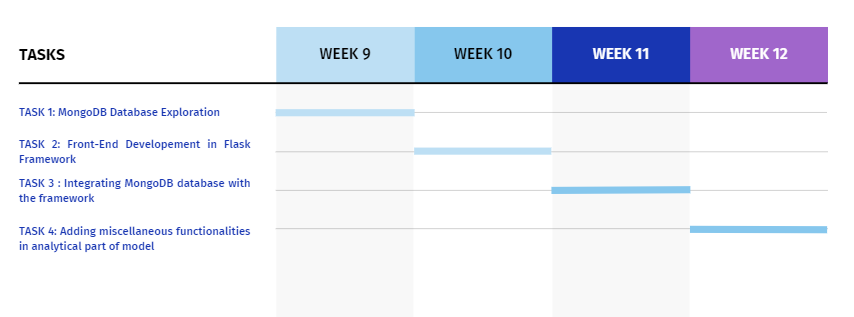 TASKS WEEK 9 WEEK 10 WEEK 11 WEEK 12
TASK 1: MongoDB Database Exploration
TASK 2: Front-End Developement in Flask
Framework
TASK 3 : Integrating MongoDB database with
the framework
TASK 4: Adding miscellaneous functionalities
in analytical part of model